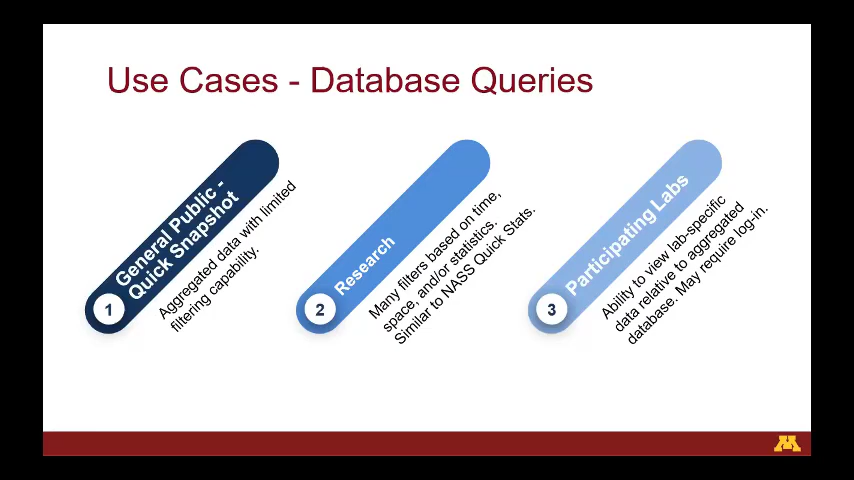 Use Cases - Database Queries
1
General Public -
Quick Snapshot
Aggregated data with limited
filtering capability.
2
Research
Many filters based on time,
space, and/or statistics.
Similar to NASS Quick Stats.
3
Participating Labs
Ability to view lab-specific
data relative to aggregated
database. May require log-in.
M